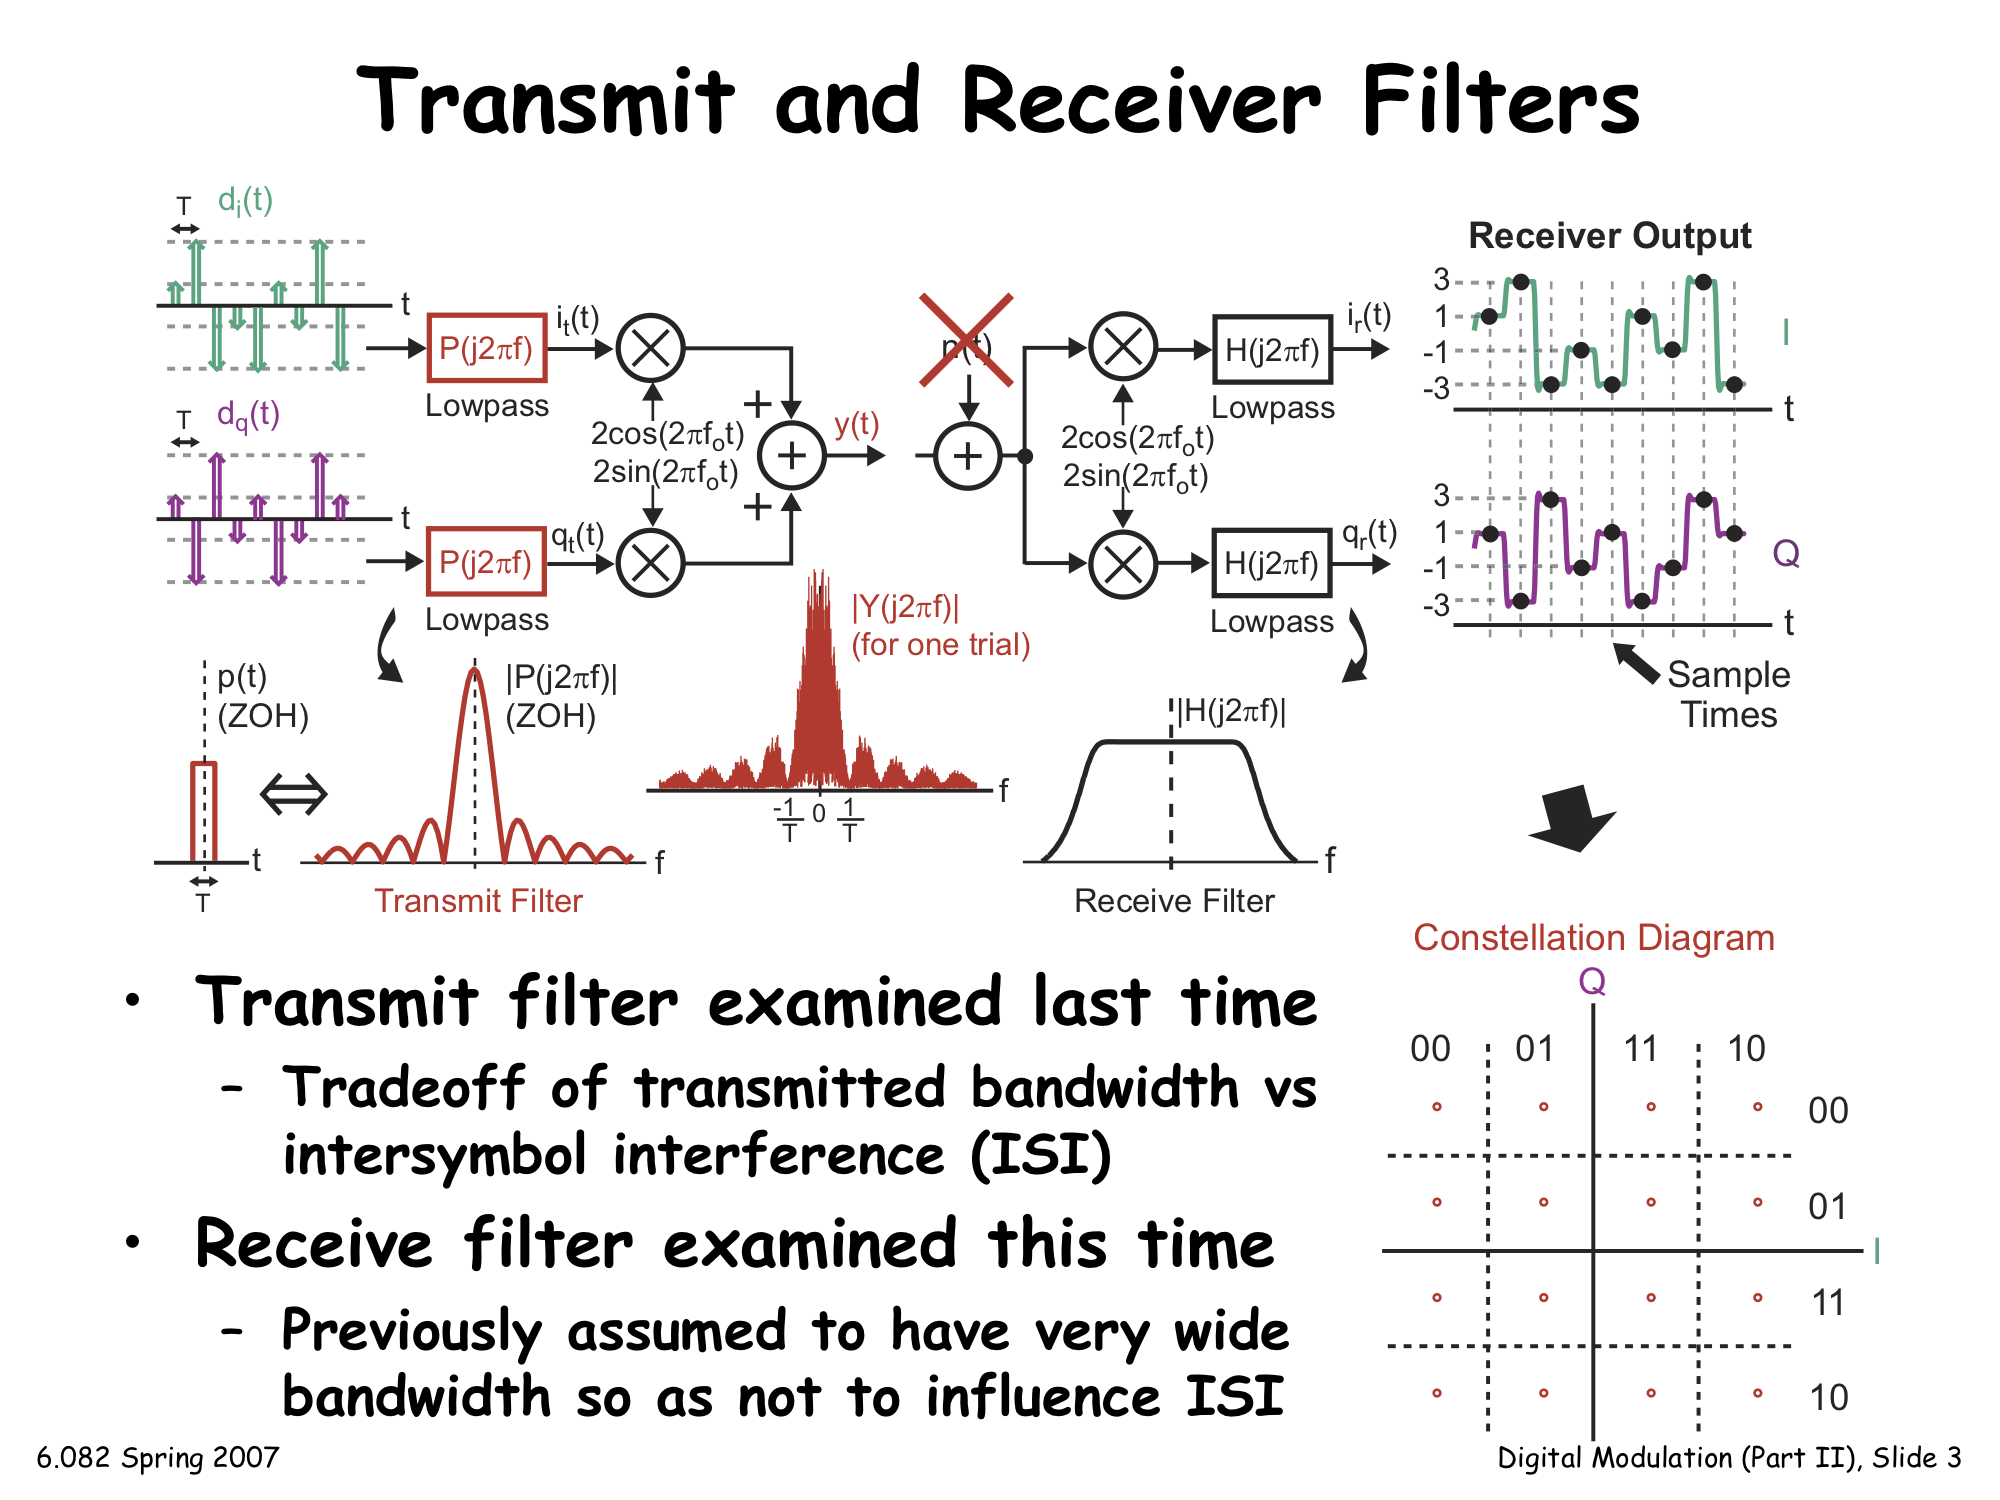 Transmit and Receiver Filters
T
di(t)
t
P(j2πf)
Lowpass
it(t)
T
dq(t)
t
P(j2πf)
Lowpass
qt(t)
2cos(2πfot)
2sin(2πfot)
+
+
+
y(t)
n(t)
+
2cos(2πfot)
2sin(2πfot)
H(j2πf)
Lowpass
ir(t)
H(j2πf)
Lowpass
qr(t)
Receiver Output
3
1
-1
-3
I
t
3
1
-1
-3
Q
t
Sample
Times
p(t)
(ZOH)
t
T
|P(j2πf)|
(ZOH)
f
Transmit Filter
|Y(j2πf)|
(for one trial)
-1/T 0 1/T
f
|H(j2πf)|
f
Receive Filter
Constellation Diagram
Q
00 01 11 10
00
01
I
11
10
• Transmit filter examined last time
– Tradeoff of transmitted bandwidth vs
intersymbol interference (ISI)
• Receive filter examined this time
– Previously assumed to have very wide
bandwidth so as not to influence ISI
6.082 Spring 2007
Digital Modulation (Part II), Slide 3